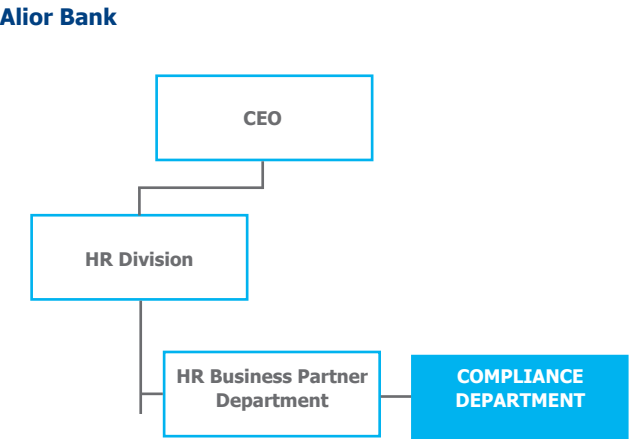 Alior Bank
CEO
HR Division
HR Business Partner
Department
COMPLIANCE
DEPARTMENT